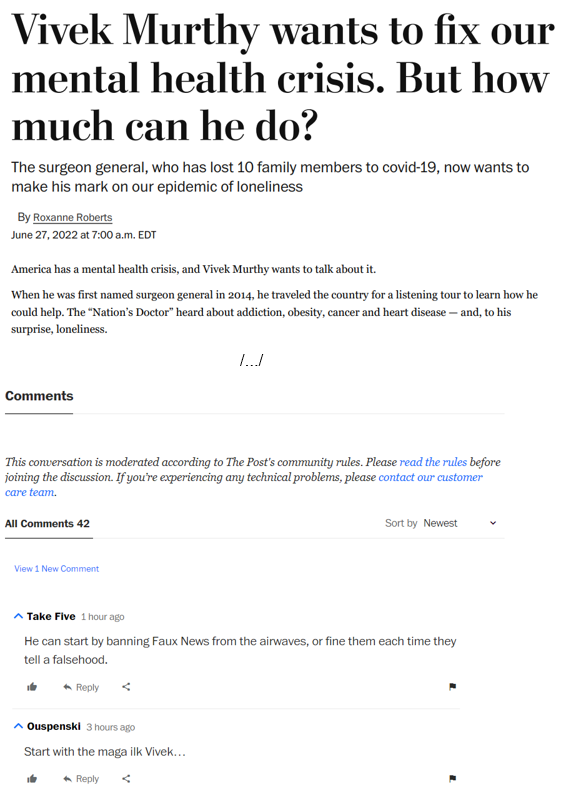 Vivek Murthy wants to fix our
mental health crisis. But how
much can he do?
The surgeon general, who has lost 10 family members to covid-19, now wants to
make his mark on our epidemic of loneliness
By Roxanne Roberts
June 27, 2022 at 7:00 a.m. EDT
America has a mental health crisis, and Vivek Murthy wants to talk about it.
When he was first named surgeon general in 2014, he traveled the country for a listening tour to learn how he
could help. The “Nation’s Doctor” heard about addiction, obesity, cancer and heart disease — and, to his
surprise, loneliness.
/…/
Comments
This conversation is moderated according to The Post's community rules. Please read the rules before
joining the discussion. If you're experiencing any technical problems, please contact our customer
care team.
All Comments 42
Sort by Newest
View 1 New Comment
Take Five 1 hour ago
He can start by banning Faux News from the airwaves, or fine them each time they
tell a falsehood.
Reply
Ouspenski 3 hours ago
Start with the maga ilk Vivek…
Reply